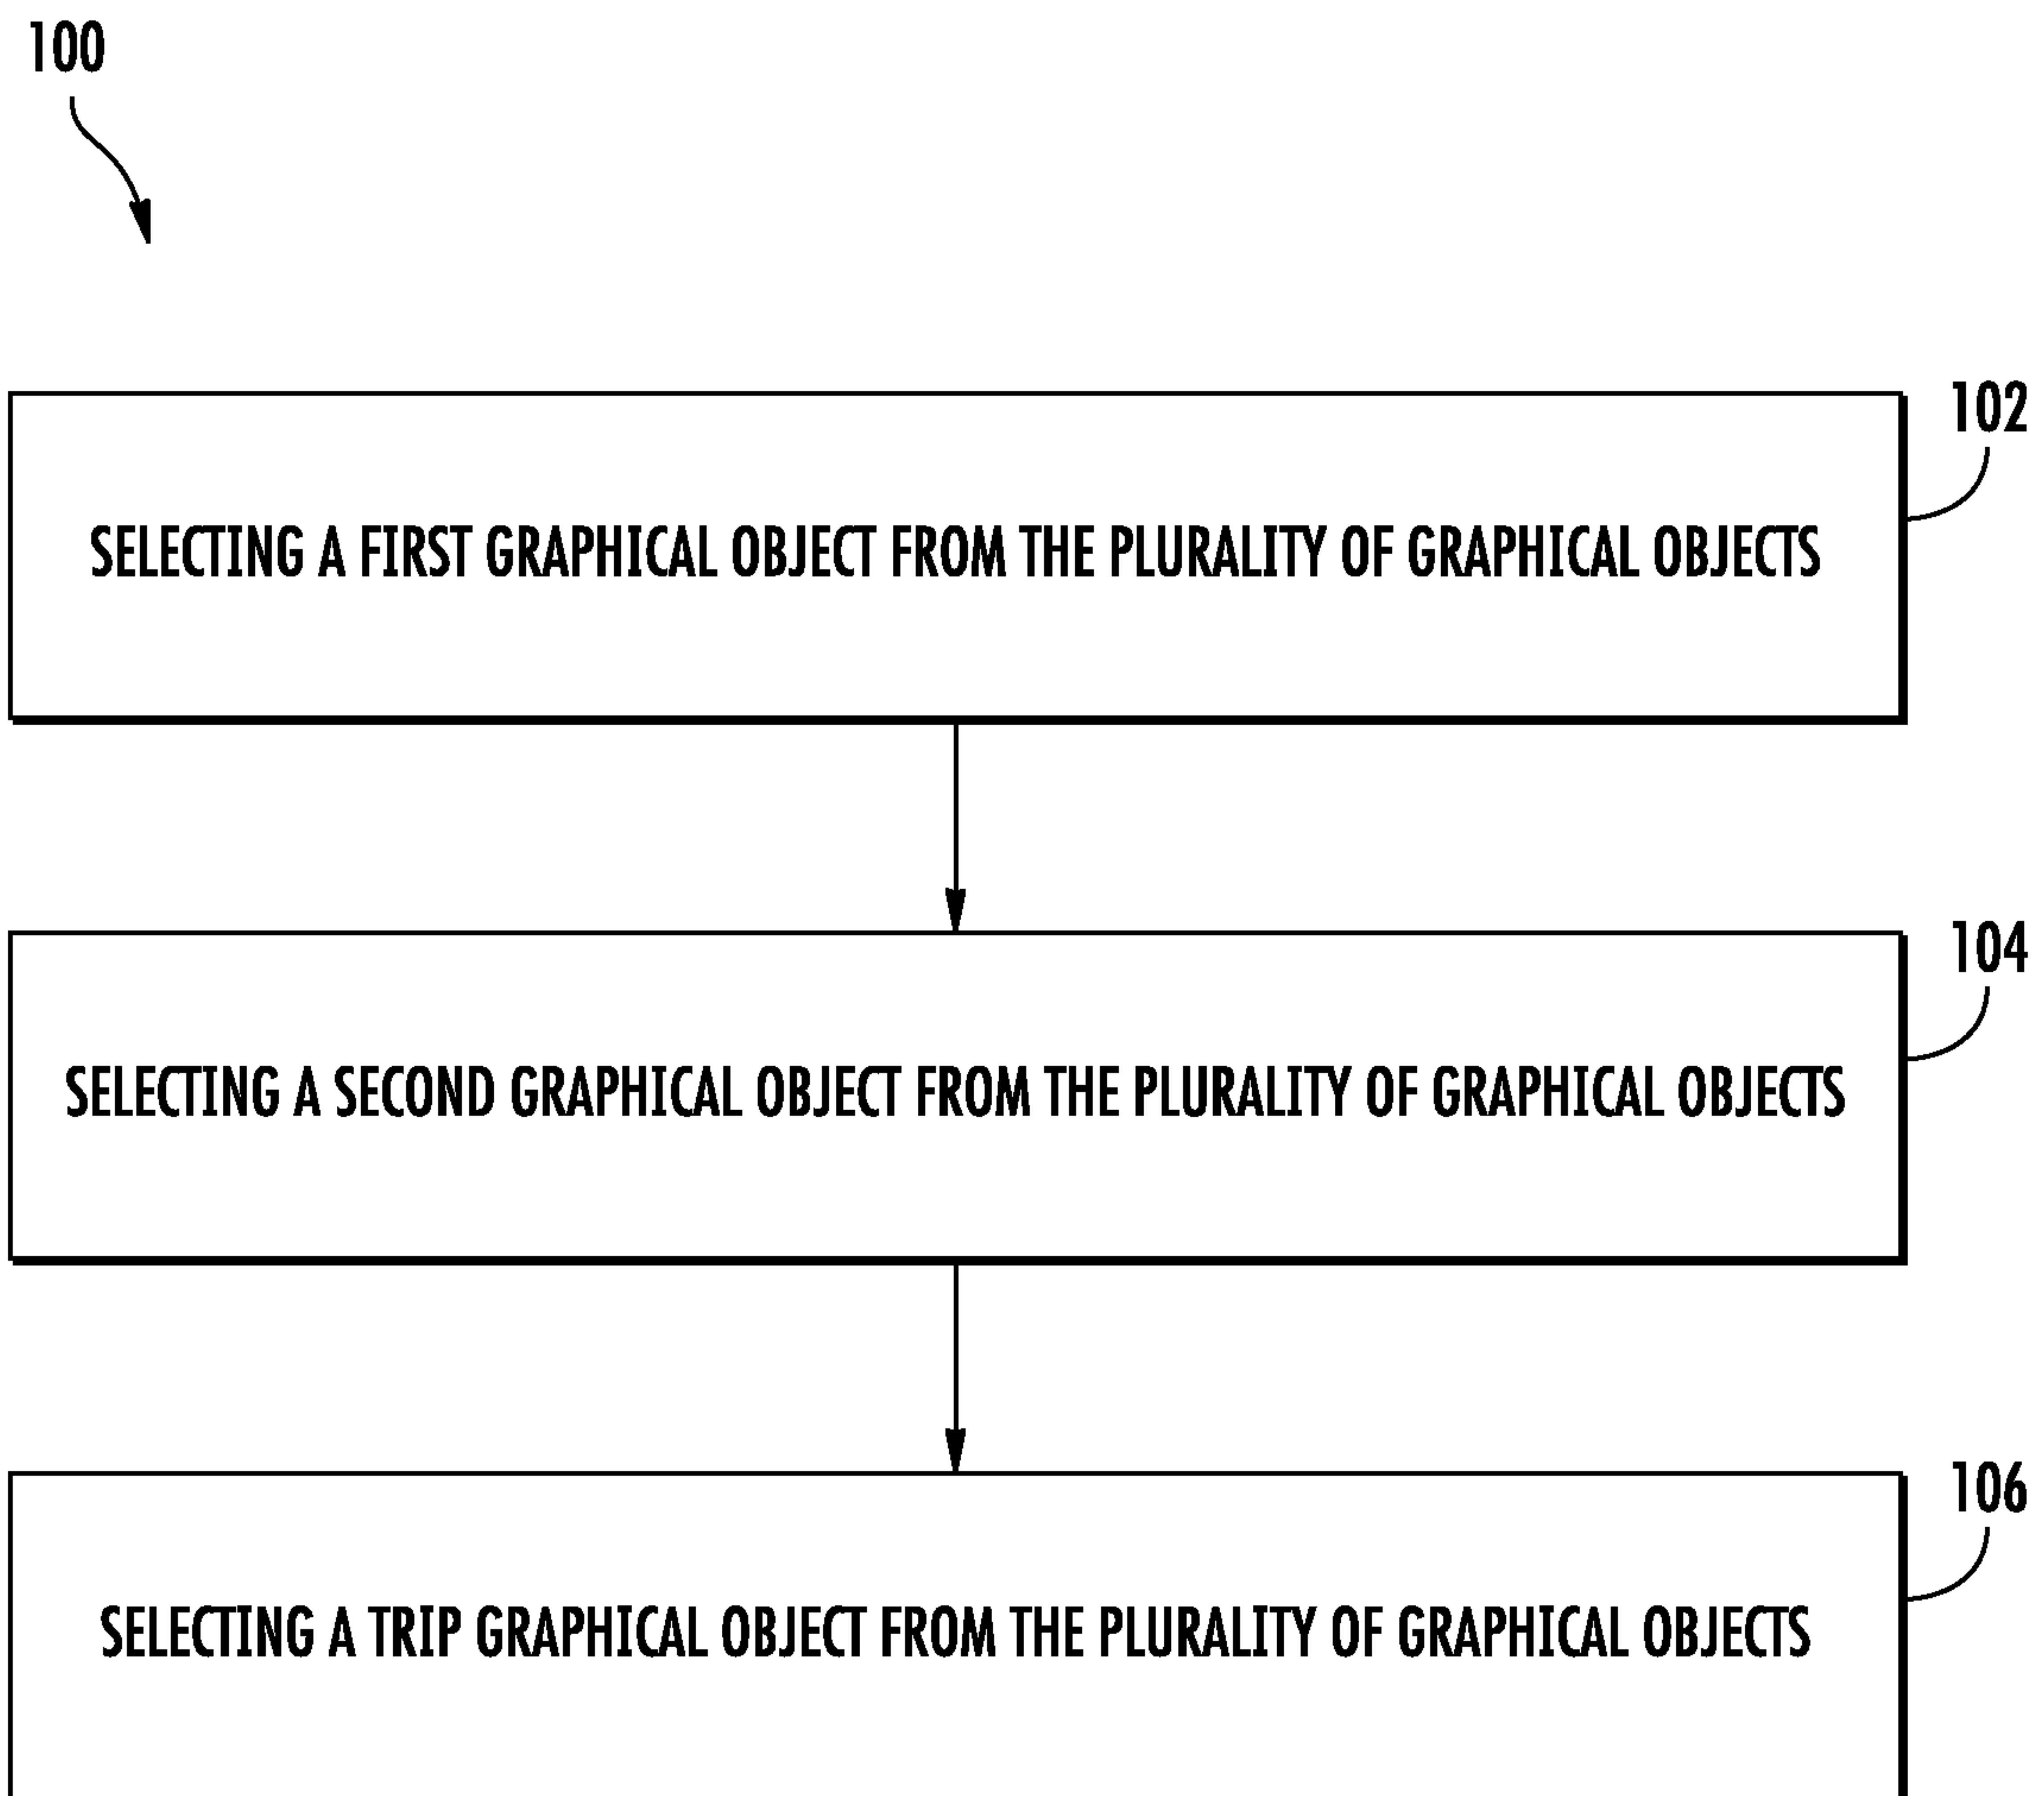 100
102
SELECTING A FIRST GRAPHICAL OBJECT FROM THE PLURALITY OF GRAPHICAL OBJECTS
104
SELECTING A SECOND GRAPHICAL OBJECT FROM THE PLURALITY OF GRAPHICAL OBJECTS
106
SELECTING A TRIP GRAPHICAL OBJECT FROM THE PLURALITY OF GRAPHICAL OBJECTS